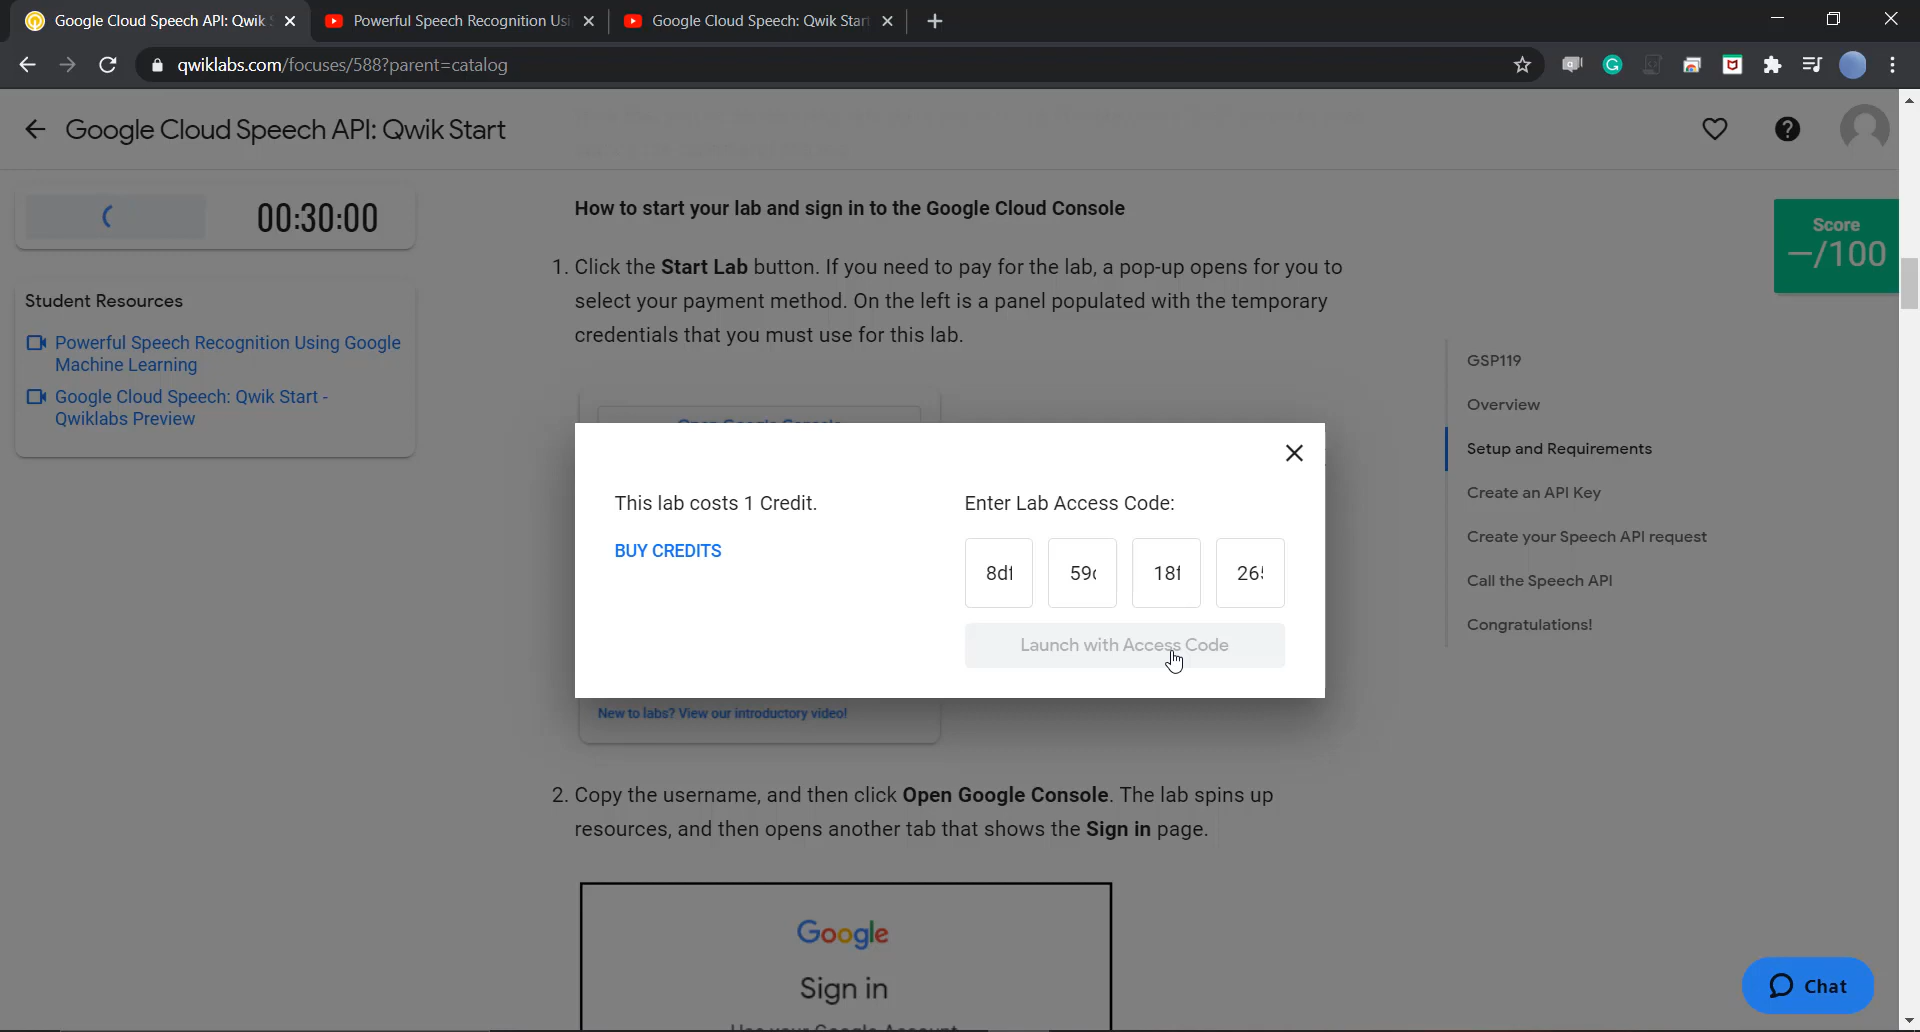 Google Cloud Speech API: Qwik
Powerful Speech Recognition Us
Google Cloud Speech: Qwik Star
qwiklabs.com/focuses/588?parent=catalog
Google Cloud Speech API: Qwik Start
00:30:00
Student Resources
Powerful Speech Recognition Using Google
Machine Learning
Google Cloud Speech: Qwik Start -
Qwiklabs Preview
How to start your lab and sign in to the Google Cloud Console
1. Click the Start Lab button. If you need to pay for the lab, a pop-up opens for you to
select your payment method. On the left is a panel populated with the temporary
credentials that you must use for this lab.
This lab costs 1 Credit.
BUY CREDITS
Enter Lab Access Code:
8df 59c 18f 265
Launch with Access Code
New to labs? View our introductory video!
2. Copy the username, and then click Open Google Console. The lab spins up
resources, and then opens another tab that shows the Sign in page.
Google
Sign in
Score
—/100
GSP119
Overview
Setup and Requirements
Create an API Key
Create your Speech API request
Call the Speech API
Congratulations!
Chat